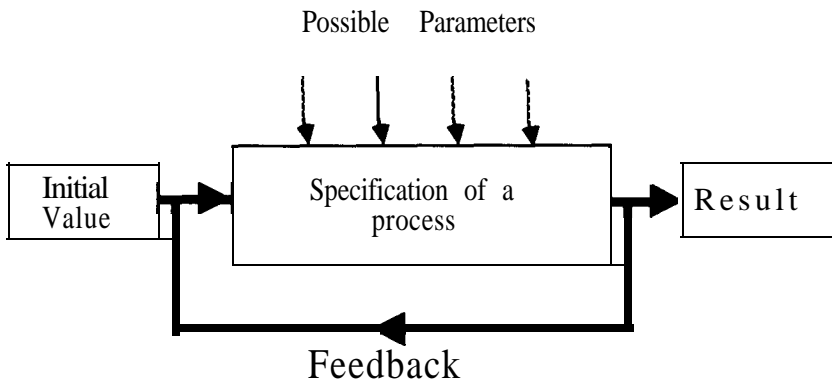 Possible Parameters
Initial
Value
Specification of a
process
Result
Feedback